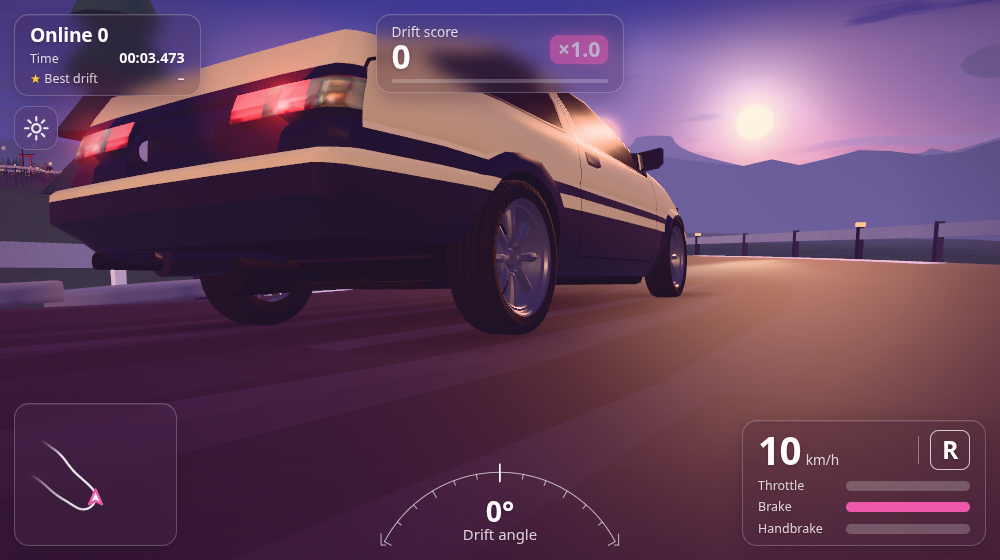 Online 0
Time 00:03.473
★ Best drift –
Drift score
0 ×1.0
0°
Drift angle
10 km/h R
Throttle
Brake
Handbrake